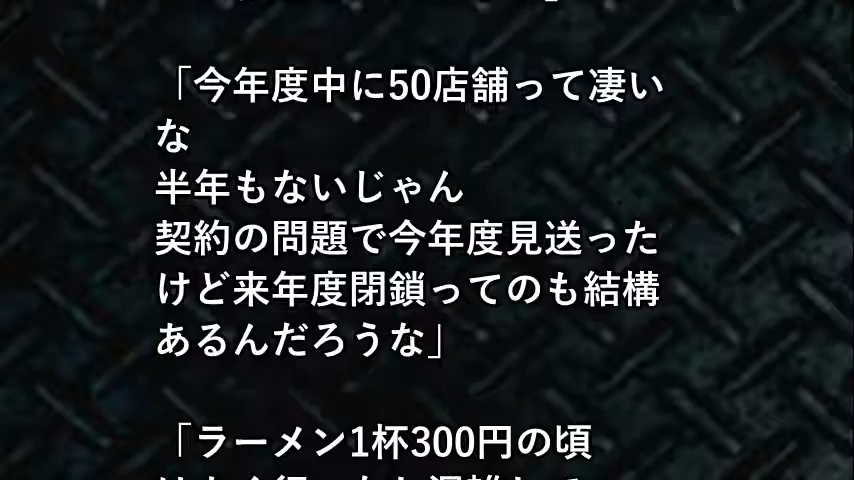 「今年度中に50店舗って凄い
な
半年もないじゃん
契約の問題で今年度見送った
けど来年度閉鎖ってのも結構
あるんだろうな」
「ラーメン1杯300円の頃